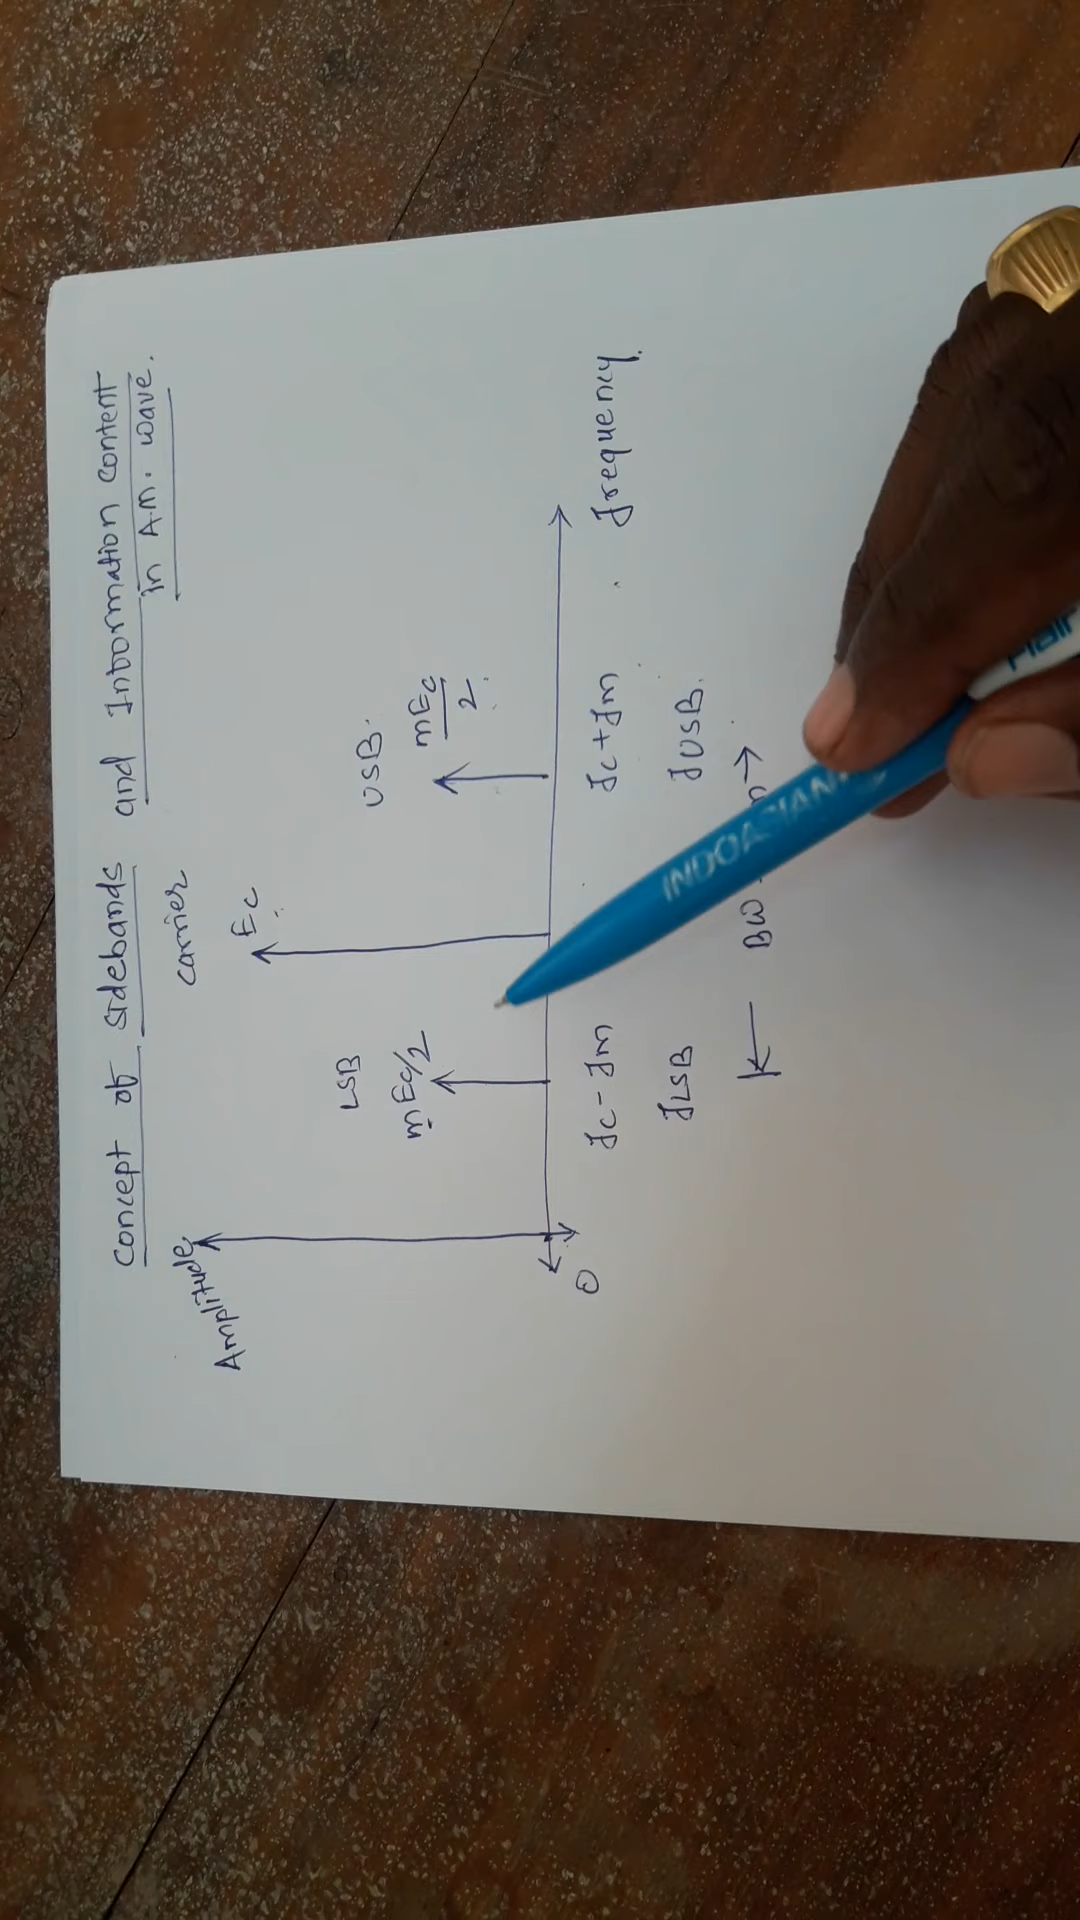 Concept of sidebands and Information content
in A.M. wave.
Amplitude
carrier
Ec
LSB
mEc/2
USB.
mEc
2
0
fc-fm
fc+fm
frequency.
fLSB
fUSB.
BW
INDOASIAN
Hair